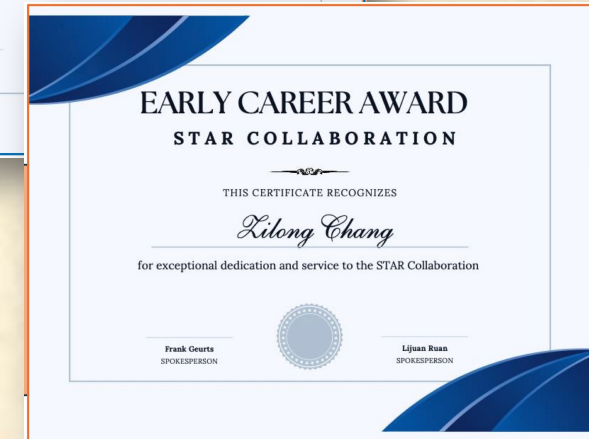 EARLY CAREER AWARD
STAR COLLABORATION
THIS CERTIFICATE RECOGNIZES
Zilong Chang
for exceptional dedication and service to the STAR Collaboration
Frank Geurts
SPOKESPERSON
Lijuan Ruan
SPOKESPERSON